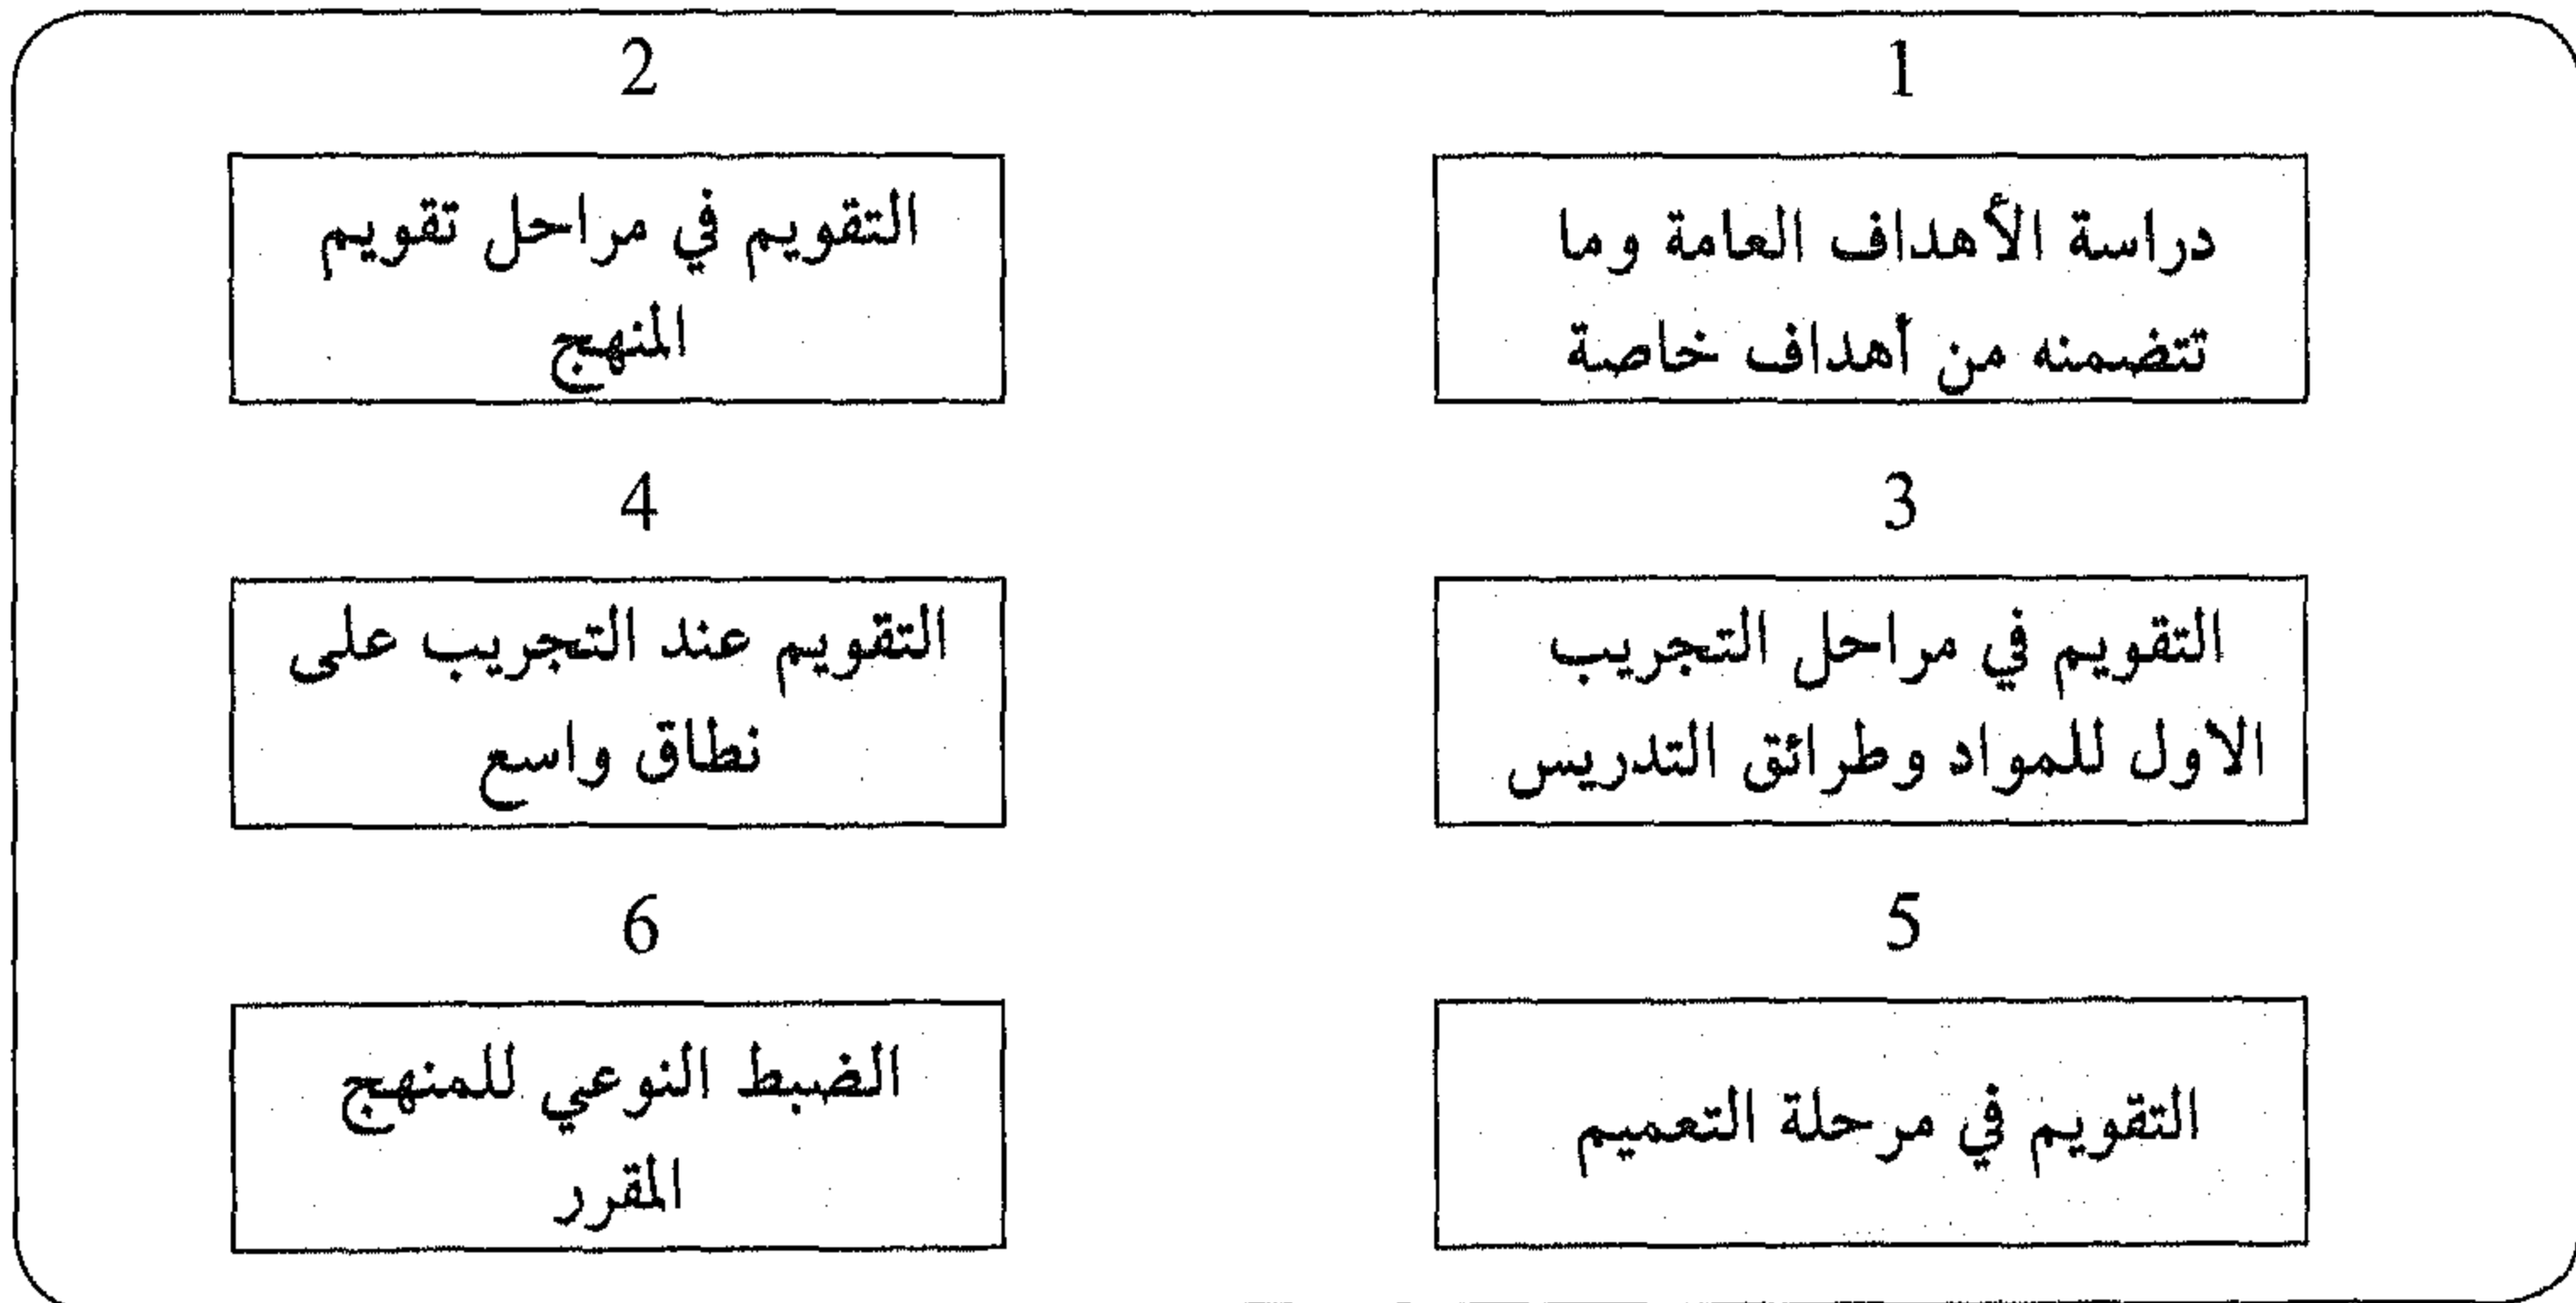 1
دراسة الأهداف العامة وما
تتضمنه من أهداف خاصة
2
التقويم في مراحل تقويم
المنهج
3
التقويم في مراحل التجريب
الاول للمواد وطرائق التدريس
4
التقويم عند التجريب على
نطاق واسع
5
التقويم في مرحلة التعميم
6
الضبط النوعي للمنهج
المقرر